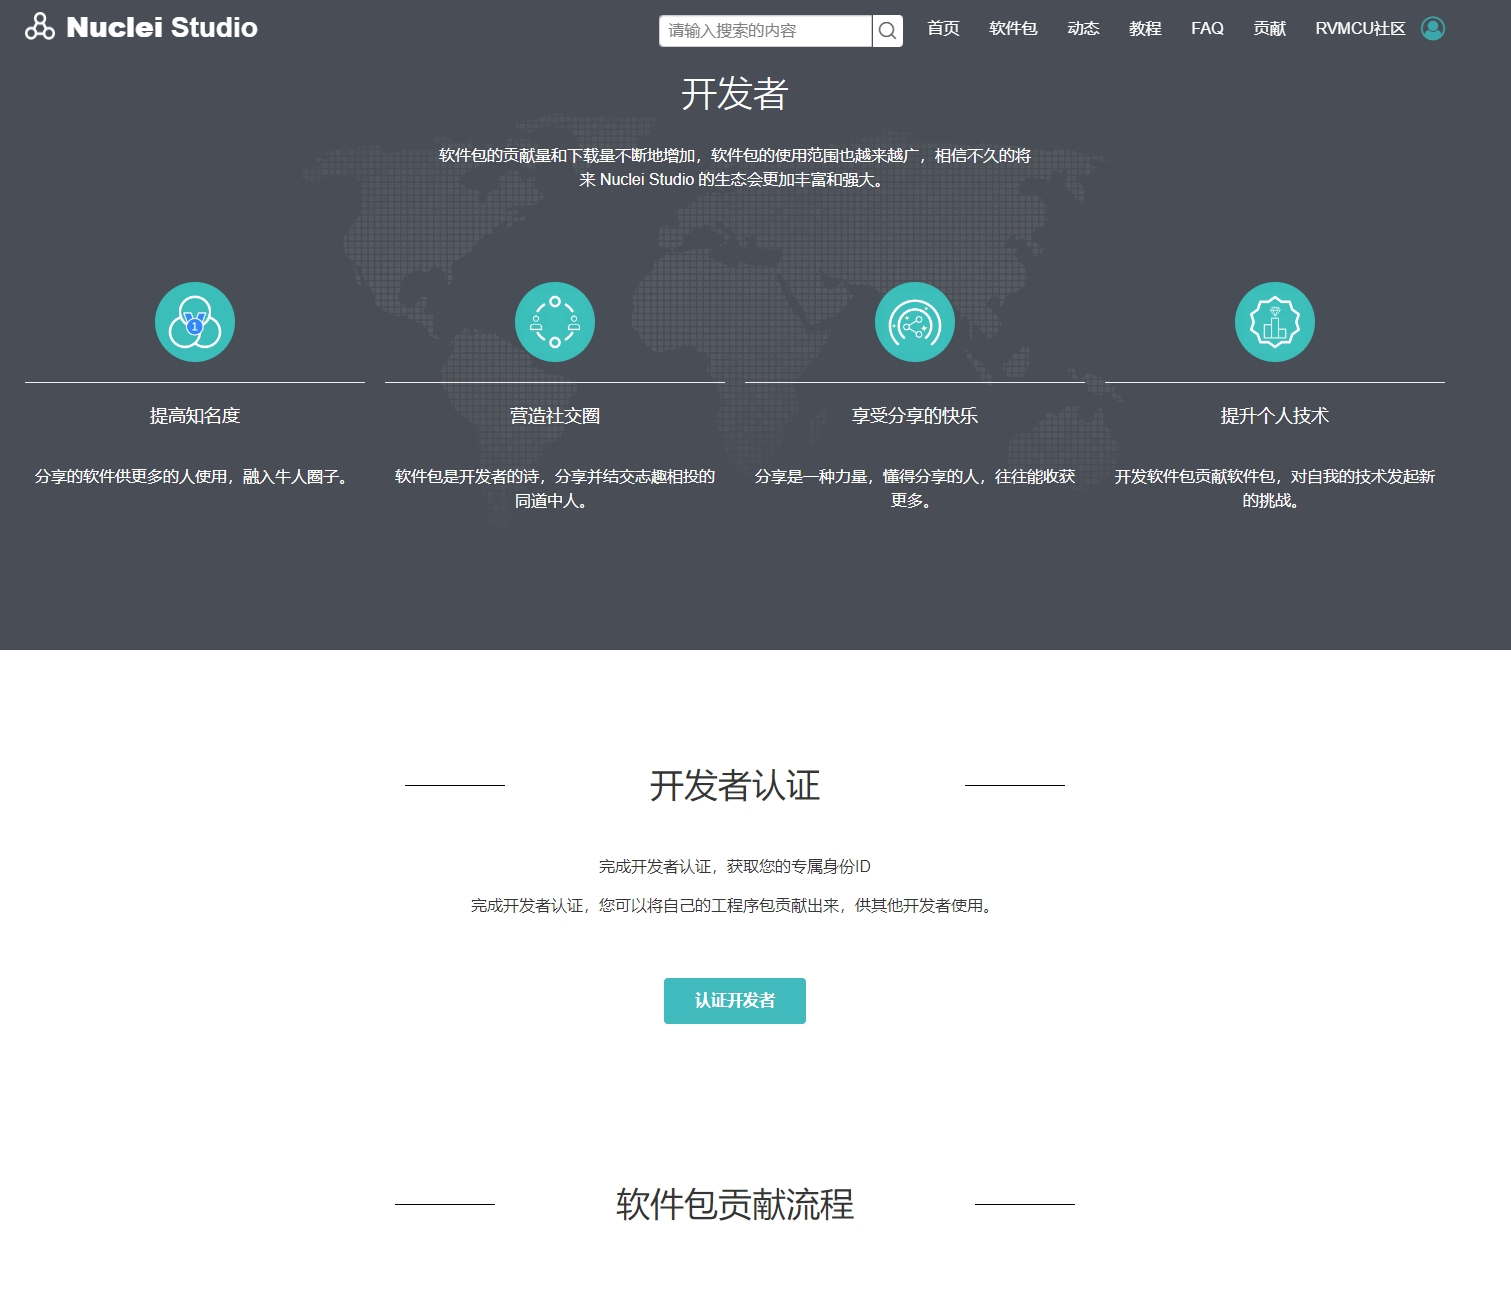 Nuclei Studio
请输入搜索的内容
首页 软件包 动态 教程 FAQ 贡献 RVMCU社区
开发者
软件包的贡献量和下载量不断地增加，软件包的使用范围也越来越广，相信不久的将
来 Nuclei Studio 的生态会更加丰富和强大。
1
提高知名度
分享的软件供更多的人使用，融入牛人圈子。
营造社交圈
软件包是开发者的诗，分享并结交志趣相投的
同道中人。
享受分享的快乐
分享是一种力量，懂得分享的人，往往能收获
更多。
提升个人技术
开发软件包贡献软件包，对自我的技术发起新
的挑战。
开发者认证
完成开发者认证，获取您的专属身份ID
完成开发者认证，您可以将自己的工程序包贡献出来，供其他开发者使用。
认证开发者
软件包贡献流程